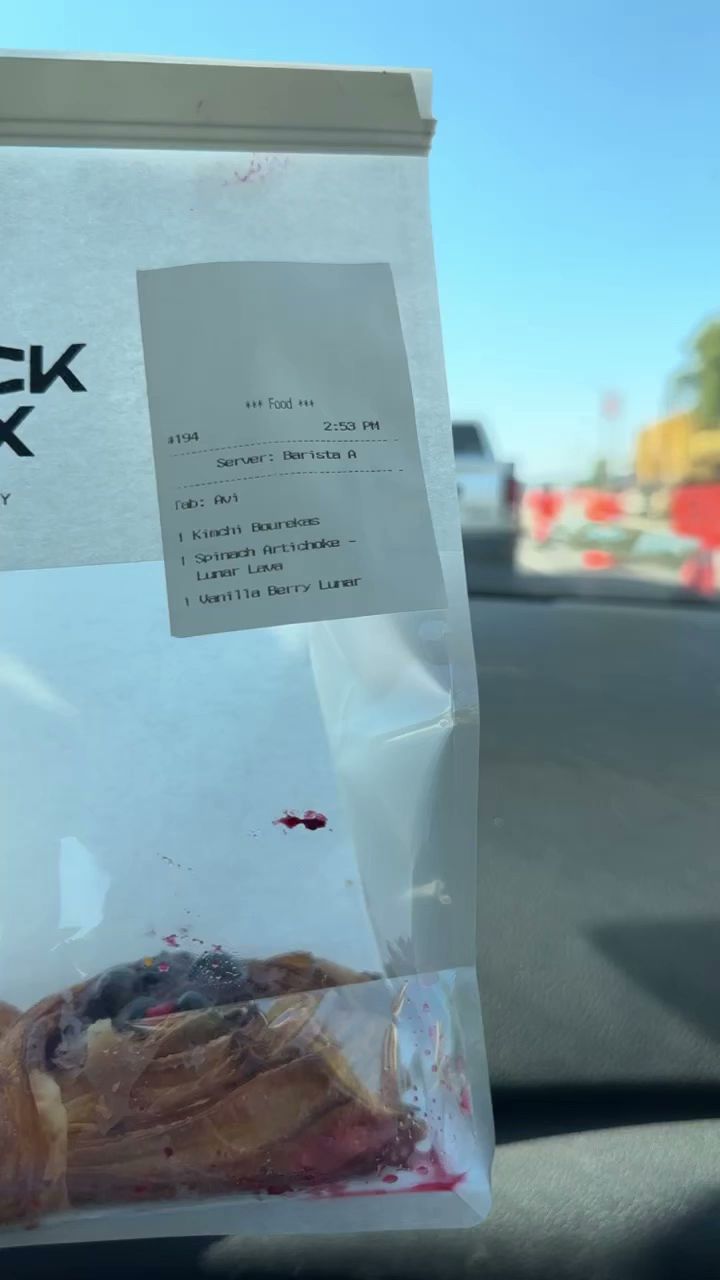 CK
X
Y
*** Food ***
#194 2:53 PM
Server: Barista A
Tab: Avi
1 Kimchi Bourekas
1 Spinach Artichoke -
Lunar Lava
1 Vanilla Berry Lunar